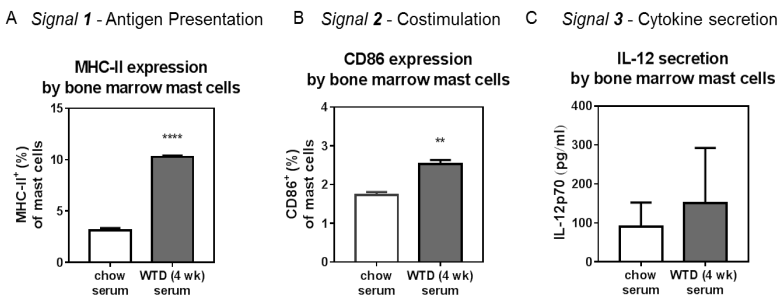 A Signal 1 - Antigen Presentation
MHC-II expression
by bone marrow mast cells
MHC-II⁺ (%)
of mast cells
15
10
5
0
****
chow
serum
WTD (4 wk)
serum
B Signal 2 - Costimulation
CD86 expression
by bone marrow mast cells
CD86⁺ (%)
of mast cells
4
3
2
1
0
**
chow
serum
WTD (4 wk)
serum
C Signal 3 - Cytokine secretion
IL-12 secretion
by bone marrow mast cells
IL-12p70 (pg/ml)
400
300
200
100
0
chow
serum
WTD (4 wk)
serum